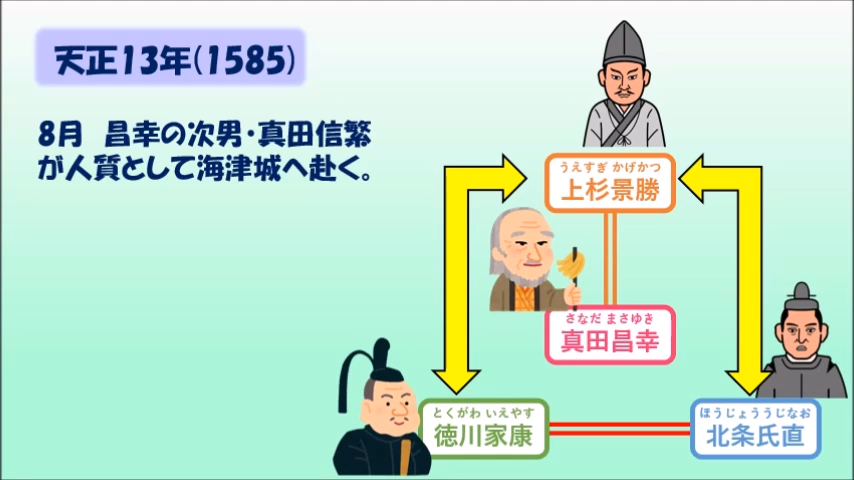 天正13年(1585)
8月 昌幸の次男・真田信繁
が人質として海津城へ赴く。
うえすぎ かげかつ
上杉景勝
さなだ まさゆき
真田昌幸
とくがわ いえやす
徳川家康
ほうじょううじなお
北条氏直